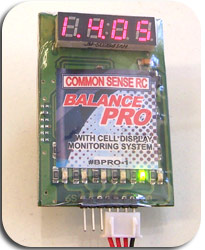 COMMON SENSE RC
BALANCE
PRO
WITH CELL DISPLAY
MONITORING SYSTEM
#BPRO-1